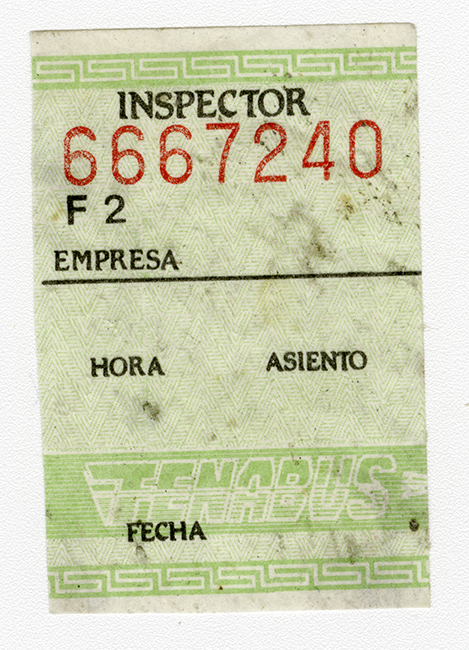 INSPECTOR
6667240
F 2
EMPRESA
HORA ASIENTO
TENABUS
FECHA